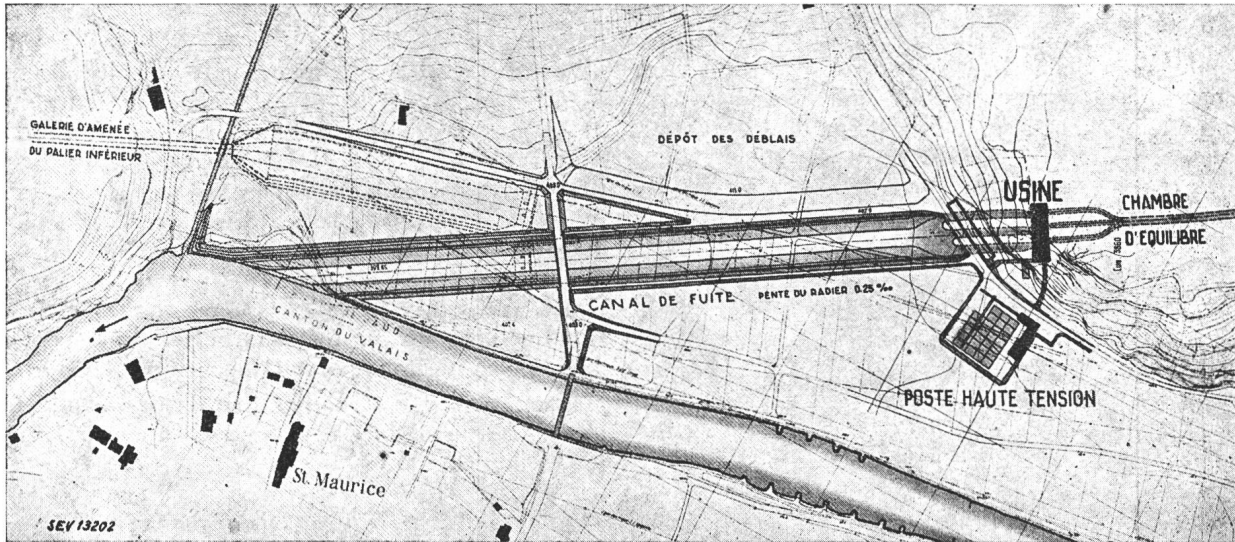 GALERIE D'AMENÉE
DU PALIER INFÉRIEUR
DÉPÔT DES DÉBLAIS
USINE
CHAMBRE
D'EQUILIBRE
CANAL DE FUITE PENTE DU RADIER 0.25 ‰
CANTON DU VALAIS
POSTE HAUTE TENSION
St. Maurice
SEV 13202